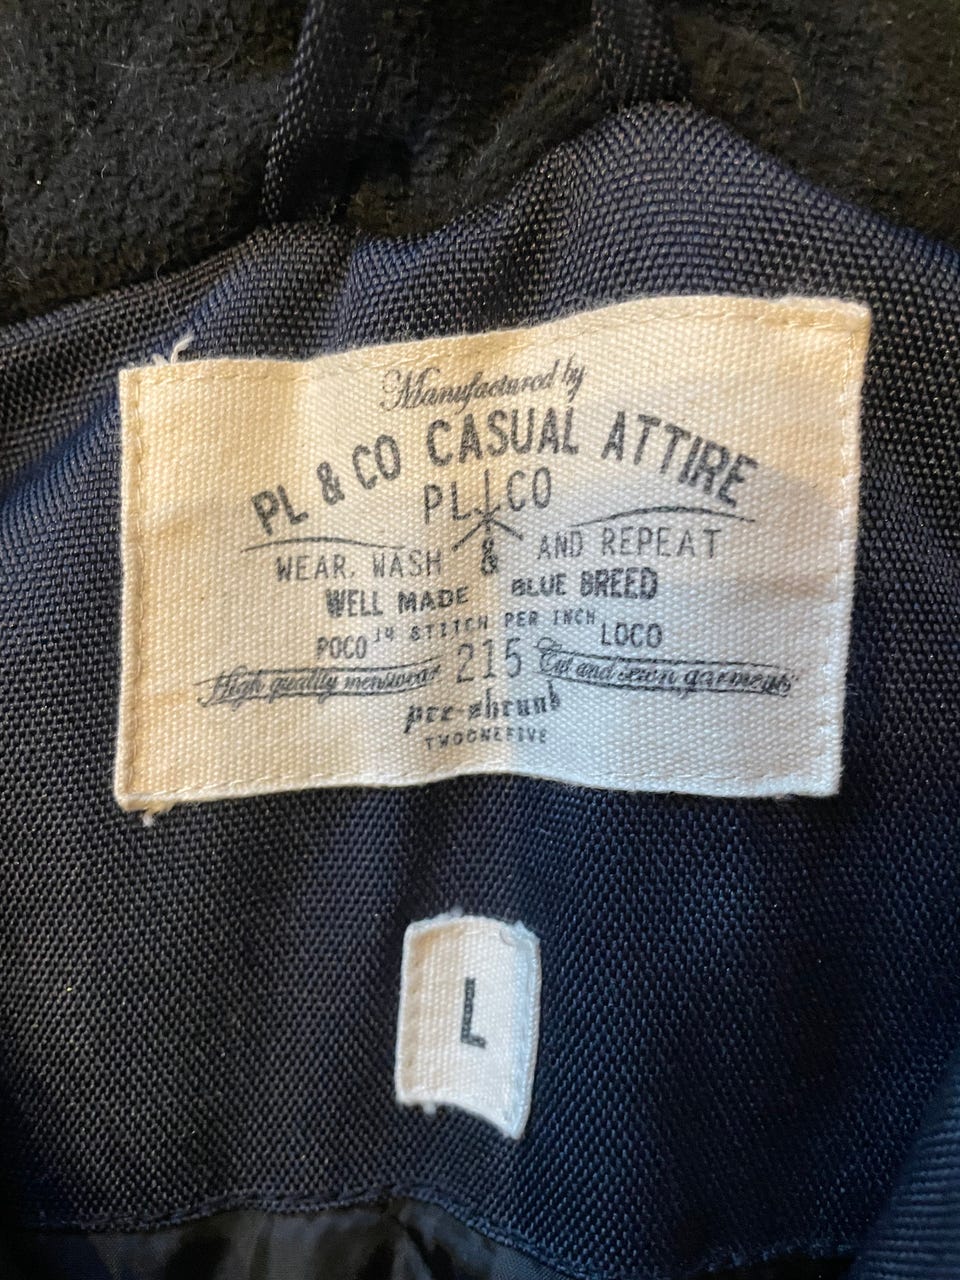 Manufactured by
PL & CO CASUAL ATTIRE
PL CO
&
WEAR, WASH AND REPEAT
WELL MADE BLUE BREED
14 STITCH PER INCH
POCO 215 LOCO
High quality menswear Cut and sewn garments
pre-shrunk
TWOONEFIVE
L